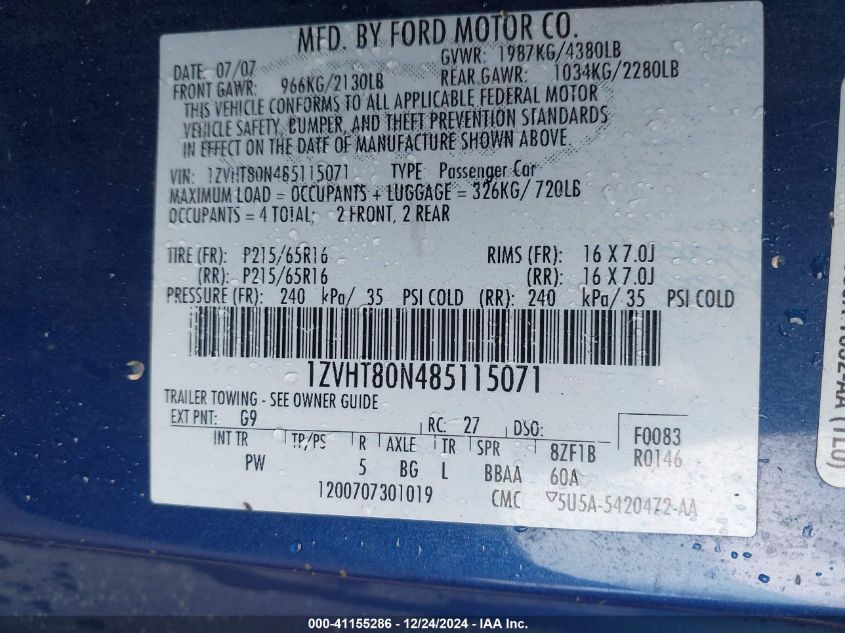 MFD. BY FORD MOTOR CO.
DATE: 07/07 GVWR: 1987KG/4380LB
FRONT GAWR: 966KG/2130LB REAR GAWR: 1034KG/2280LB
THIS VEHICLE CONFORMS TO ALL APPLICABLE FEDERAL MOTOR
VEHICLE SAFETY, BUMPER, AND THEFT PREVENTION STANDARDS
IN EFFECT ON THE DATE OF MANUFACTURE SHOWN ABOVE.
VIN: 1ZVHT80N485115071 TYPE Passenger Car
MAXIMUM LOAD = OCCUPANTS + LUGGAGE = 326KG/ 720LB
OCCUPANTS = 4 TOTAL; 2 FRONT, 2 REAR
TIRE (FR): P215/65R16 RIMS (FR): 16 X 7.0J
(RR): P215/65R16 (RR): 16 X 7.0J
PRESSURE (FR): 240 kPa/ 35 PSI COLD (RR): 240 kPa/ 35 PSI COLD
1ZVHT80N485115071
TRAILER TOWING - SEE OWNER GUIDE
EXT PNT: G9 RC: 27 DSO: F0083
INT TR TP/PS R AXLE TR SPR 8ZF1B R0146
PW 5 BG L BBAA 60A
1200707301019 CMC 5U5A-5420472-AA
000-41155286 - 12/24/2024 - www.iaai.com